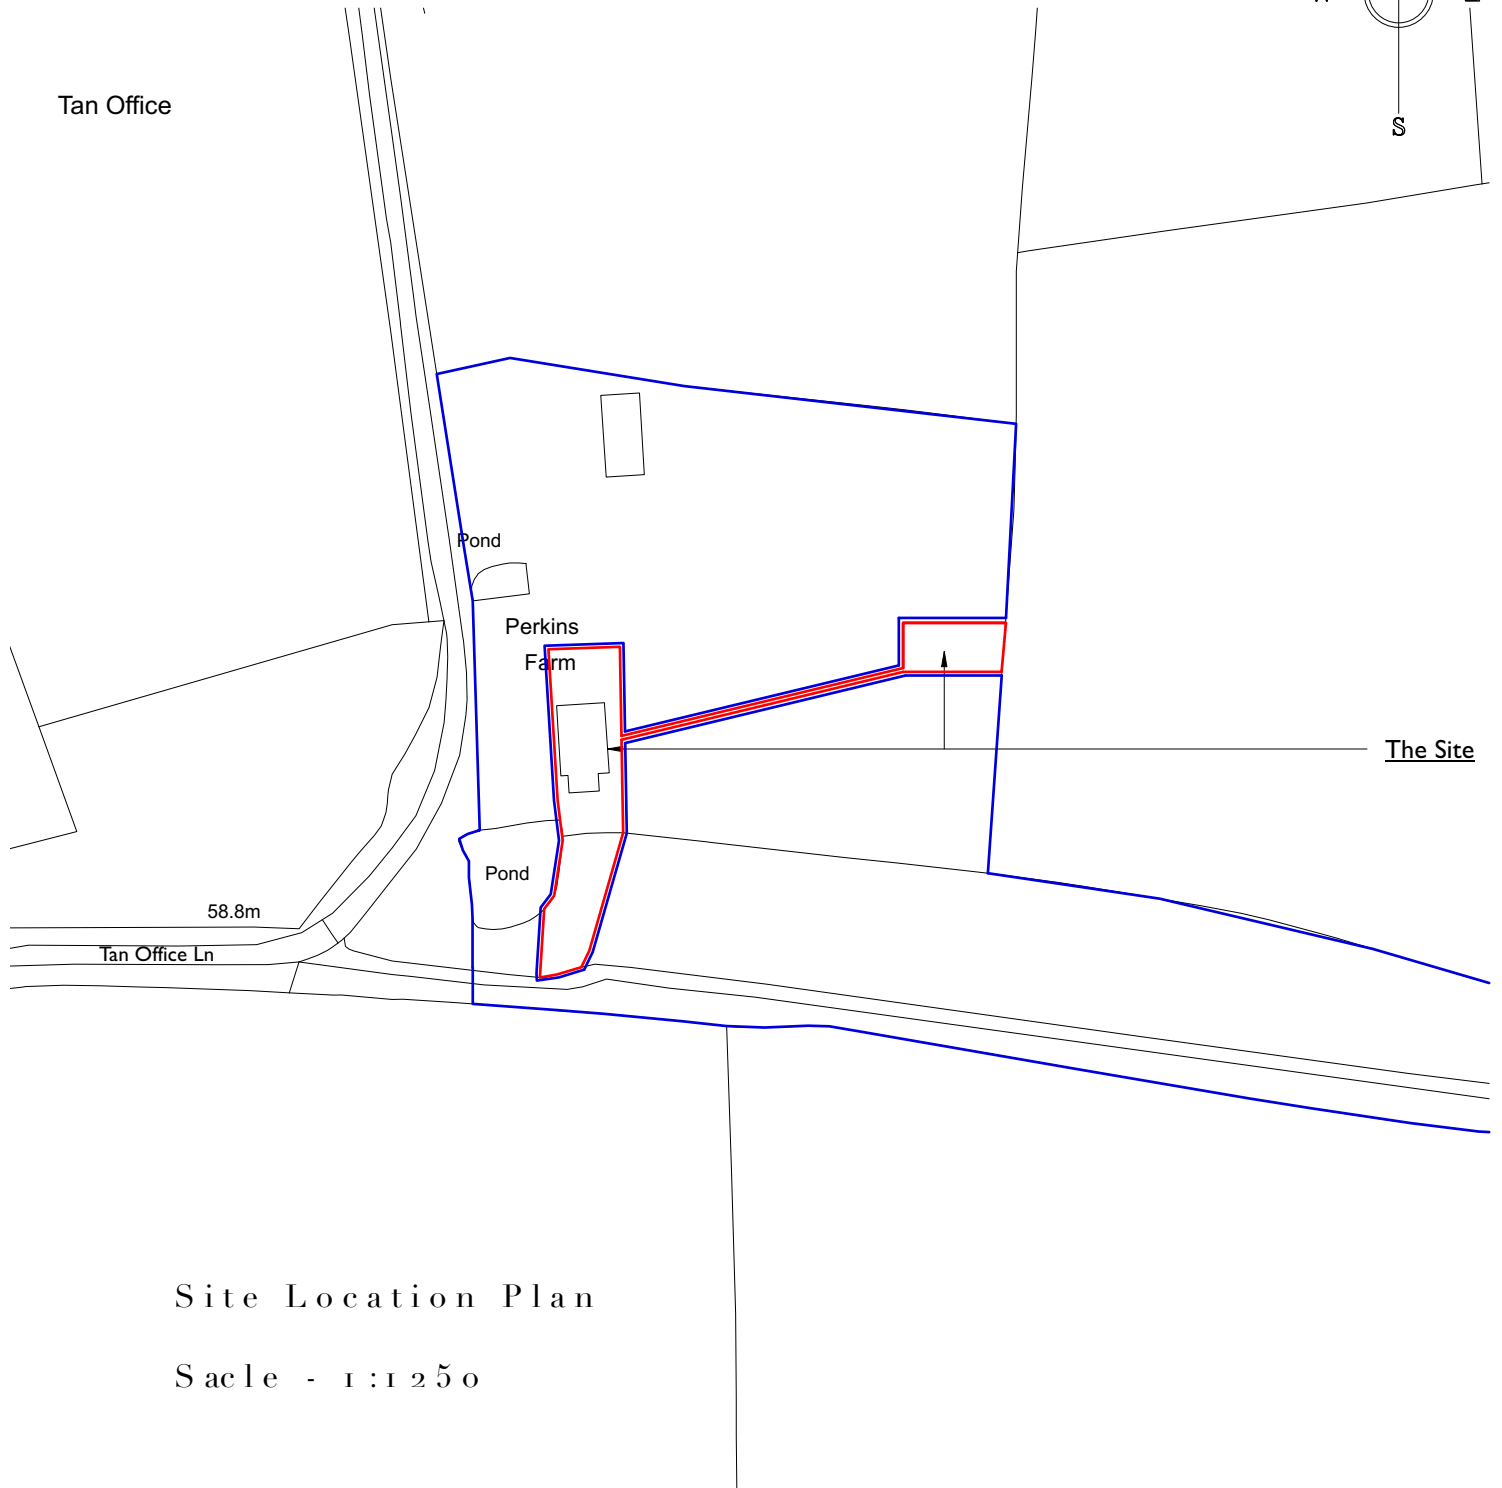 Tan Office
S
Pond
Perkins
Farm
The Site
Pond
58.8m
Tan Office Ln
Site Location Plan
Sacle - 1:1250